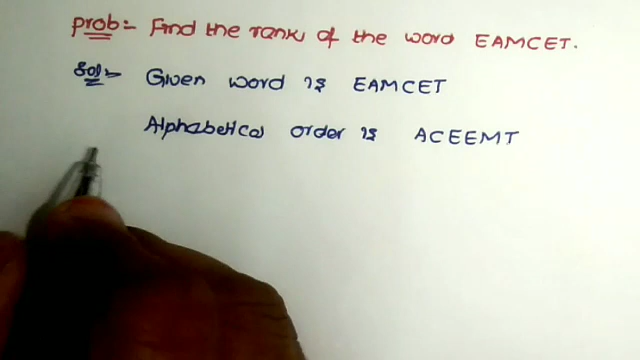 prob:- Find the rank of the word EAMCET.
Sol:- Given word is EAMCET
Alphabetical order is ACEEMT